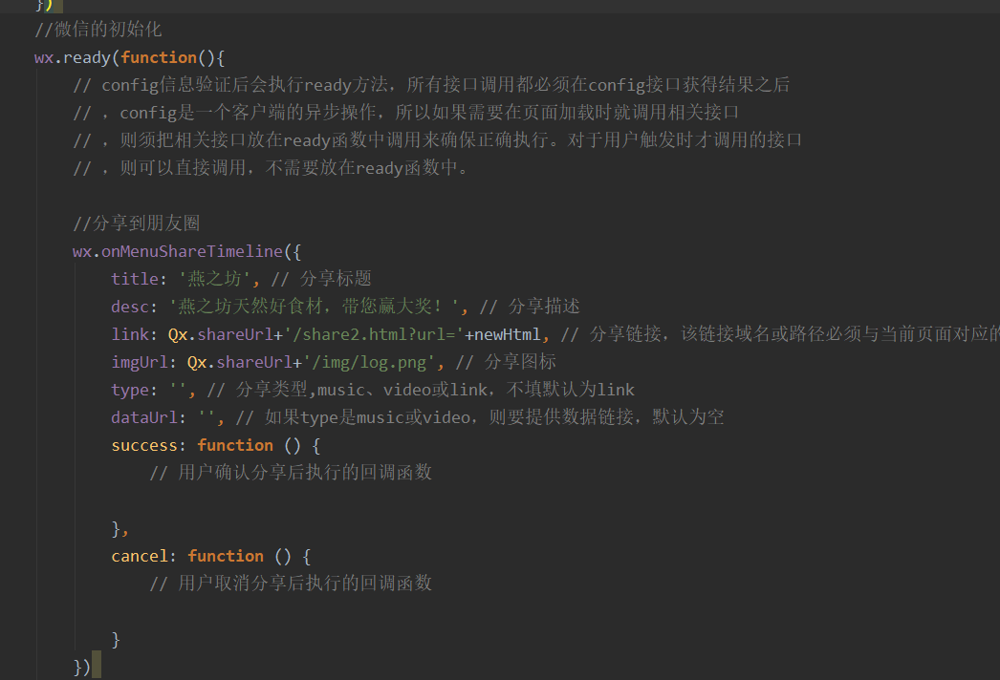 })
//微信的初始化
wx.ready(function(){
// config信息验证后会执行ready方法，所有接口调用都必须在config接口获得结果之后
// ，config是一个客户端的异步操作，所以如果需要在页面加载时就调用相关接口
// ，则须把相关接口放在ready函数中调用来确保正确执行。对于用户触发时才调用的接口
// ，则可以直接调用，不需要放在ready函数中。
//分享到朋友圈
wx.onMenuShareTimeline({
title: '燕之坊', // 分享标题
desc: '燕之坊天然好食材，带您赢大奖！', // 分享描述
link: Qx.shareUrl+'/share2.html?url='+newHtml, // 分享链接，该链接域名或路径必须与当前页面对应的
imgUrl: Qx.shareUrl+'/img/log.png', // 分享图标
type: '', // 分享类型,music、video或link，不填默认为link
dataUrl: '', // 如果type是music或video，则要提供数据链接，默认为空
success: function () {
// 用户确认分享后执行的回调函数
},
cancel: function () {
// 用户取消分享后执行的回调函数
}
})